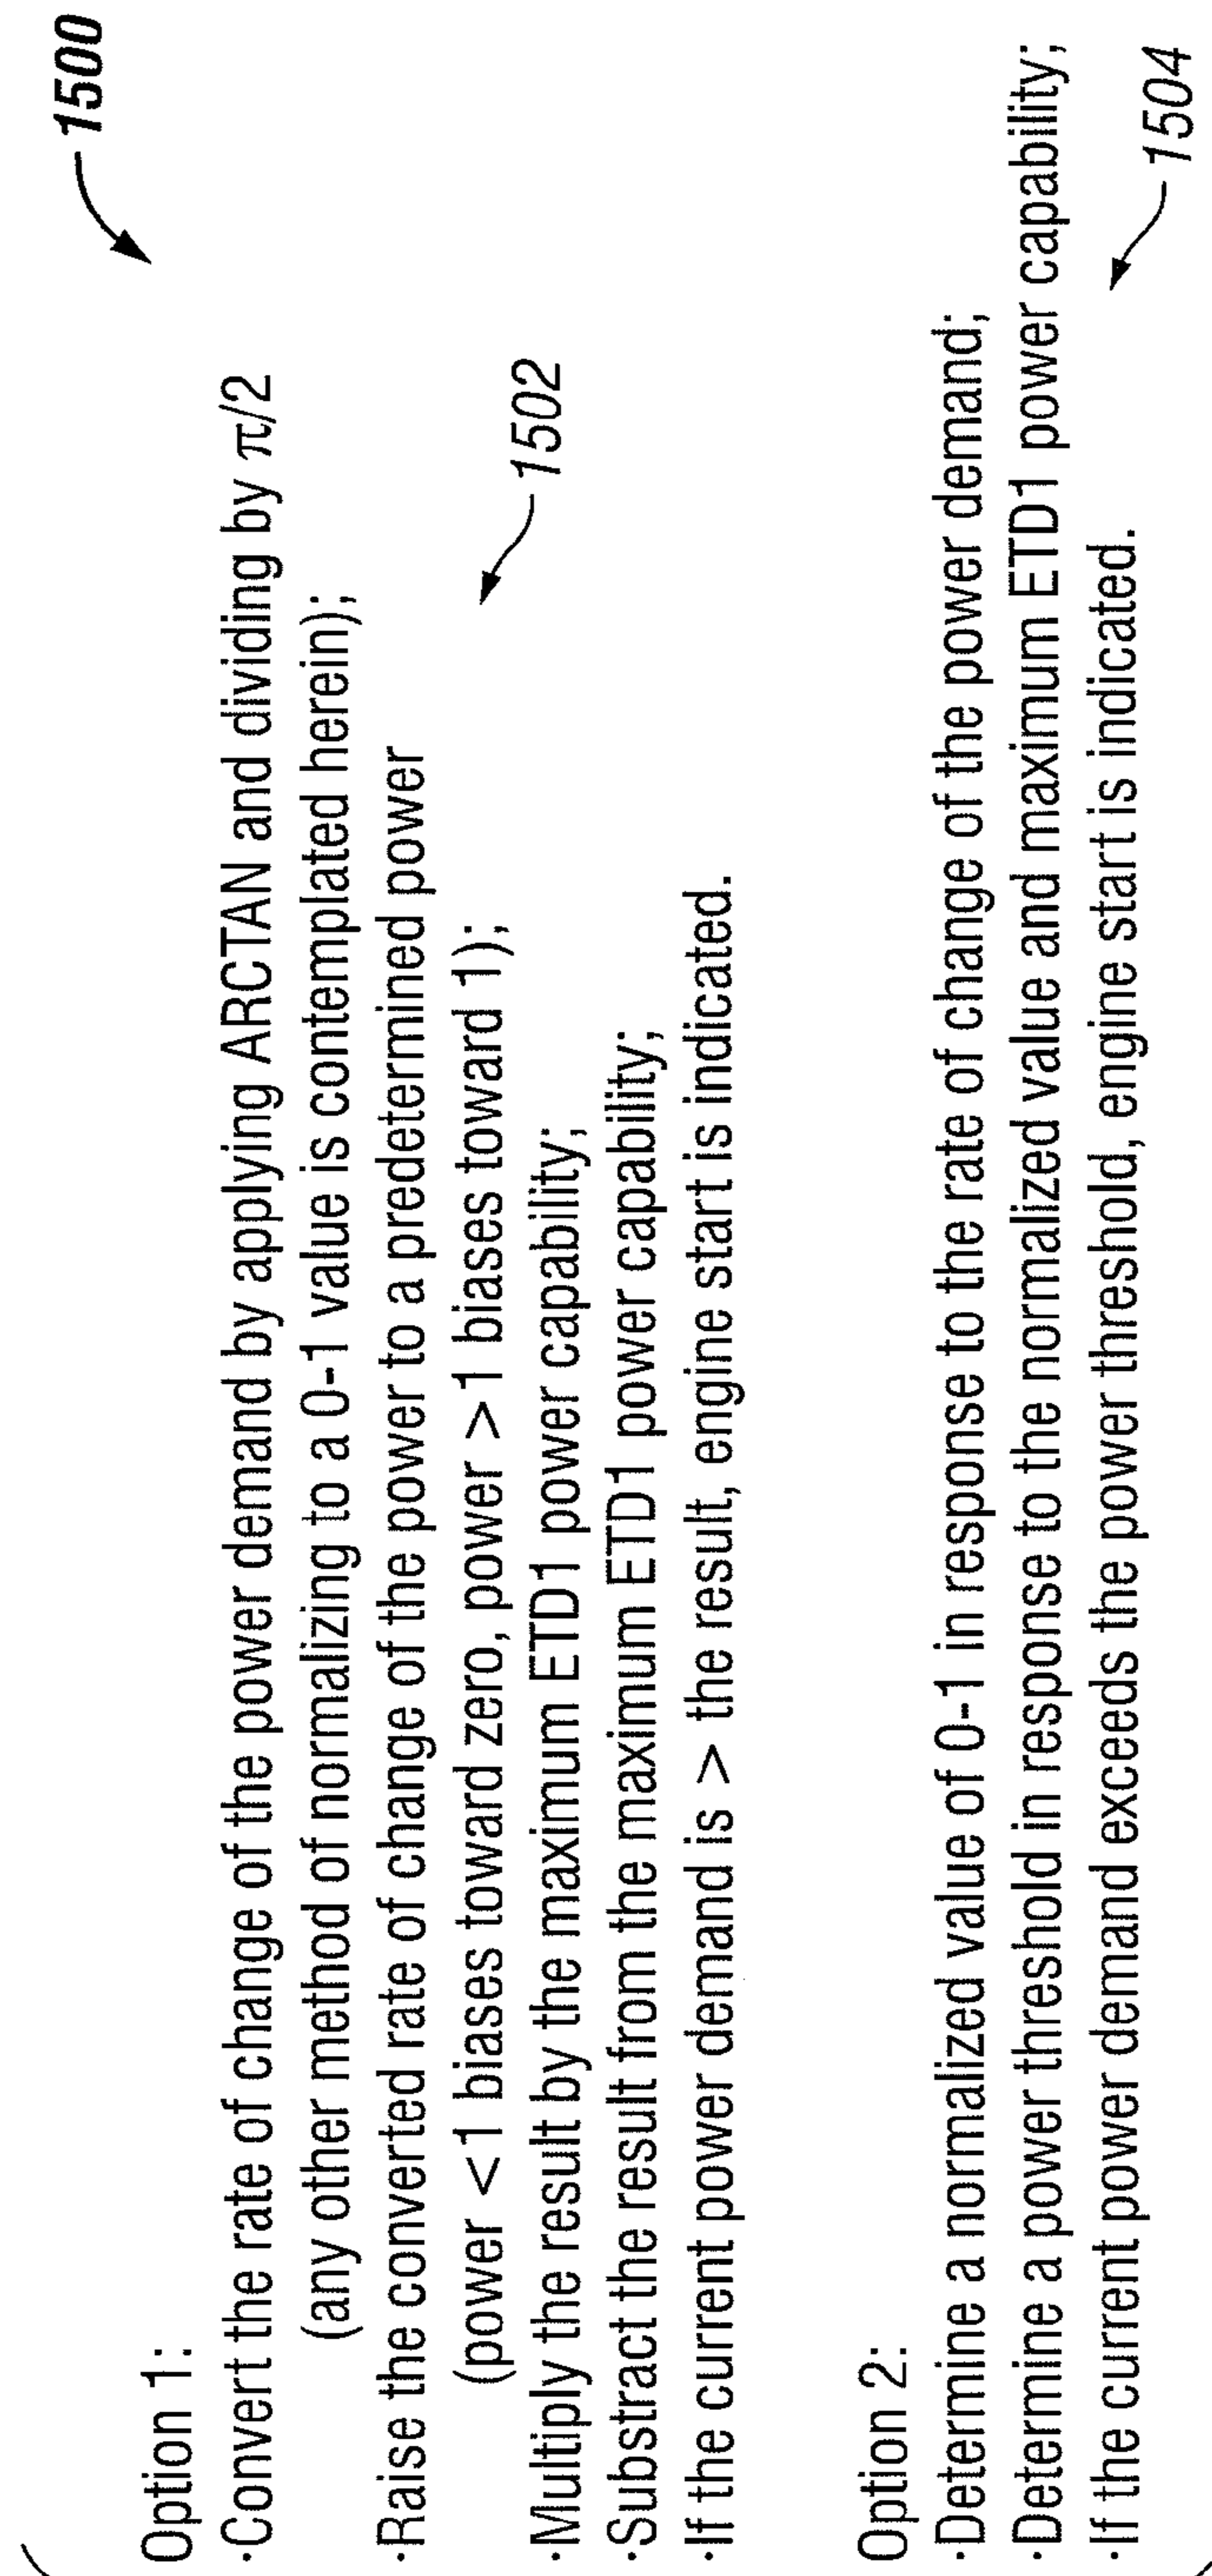 1500
Option 1:
·Convert the rate of change of the power demand by applying ARCTAN and dividing by π/2
(any other method of normalizing to a 0-1 value is contemplated herein);
·Raise the converted rate of change of the power to a predetermined power
(power <1 biases toward zero, power >1 biases toward 1);
1502
·Multiply the result by the maximum ETD1 power capability;
·Substract the result from the maximum ETD1 power capability;
·If the current power demand is > the result, engine start is indicated.
Option 2:
·Determine a normalized value of 0-1 in response to the rate of change of the power demand;
·Determine a power threshold in response to the normalized value and maximum ETD1 power capability;
·If the current power demand exceeds the power threshold, engine start is indicated.
1504